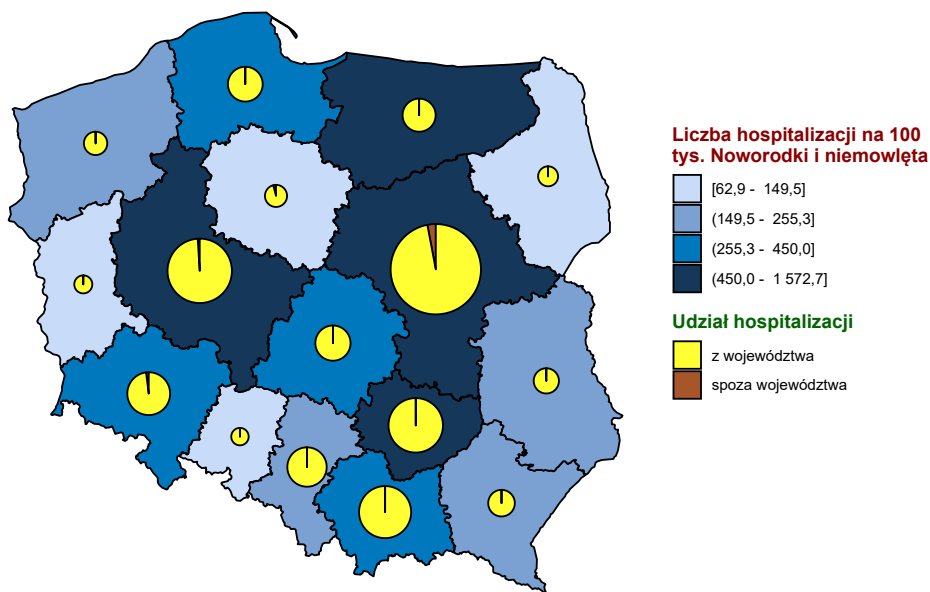 Liczba hospitalizacji na 100
tys. Noworodki i niemowlęta
[62,9 - 149,5]
(149,5 - 255,3]
(255,3 - 450,0]
(450,0 - 1 572,7]
Udział hospitalizacji
z województwa
spoza województwa